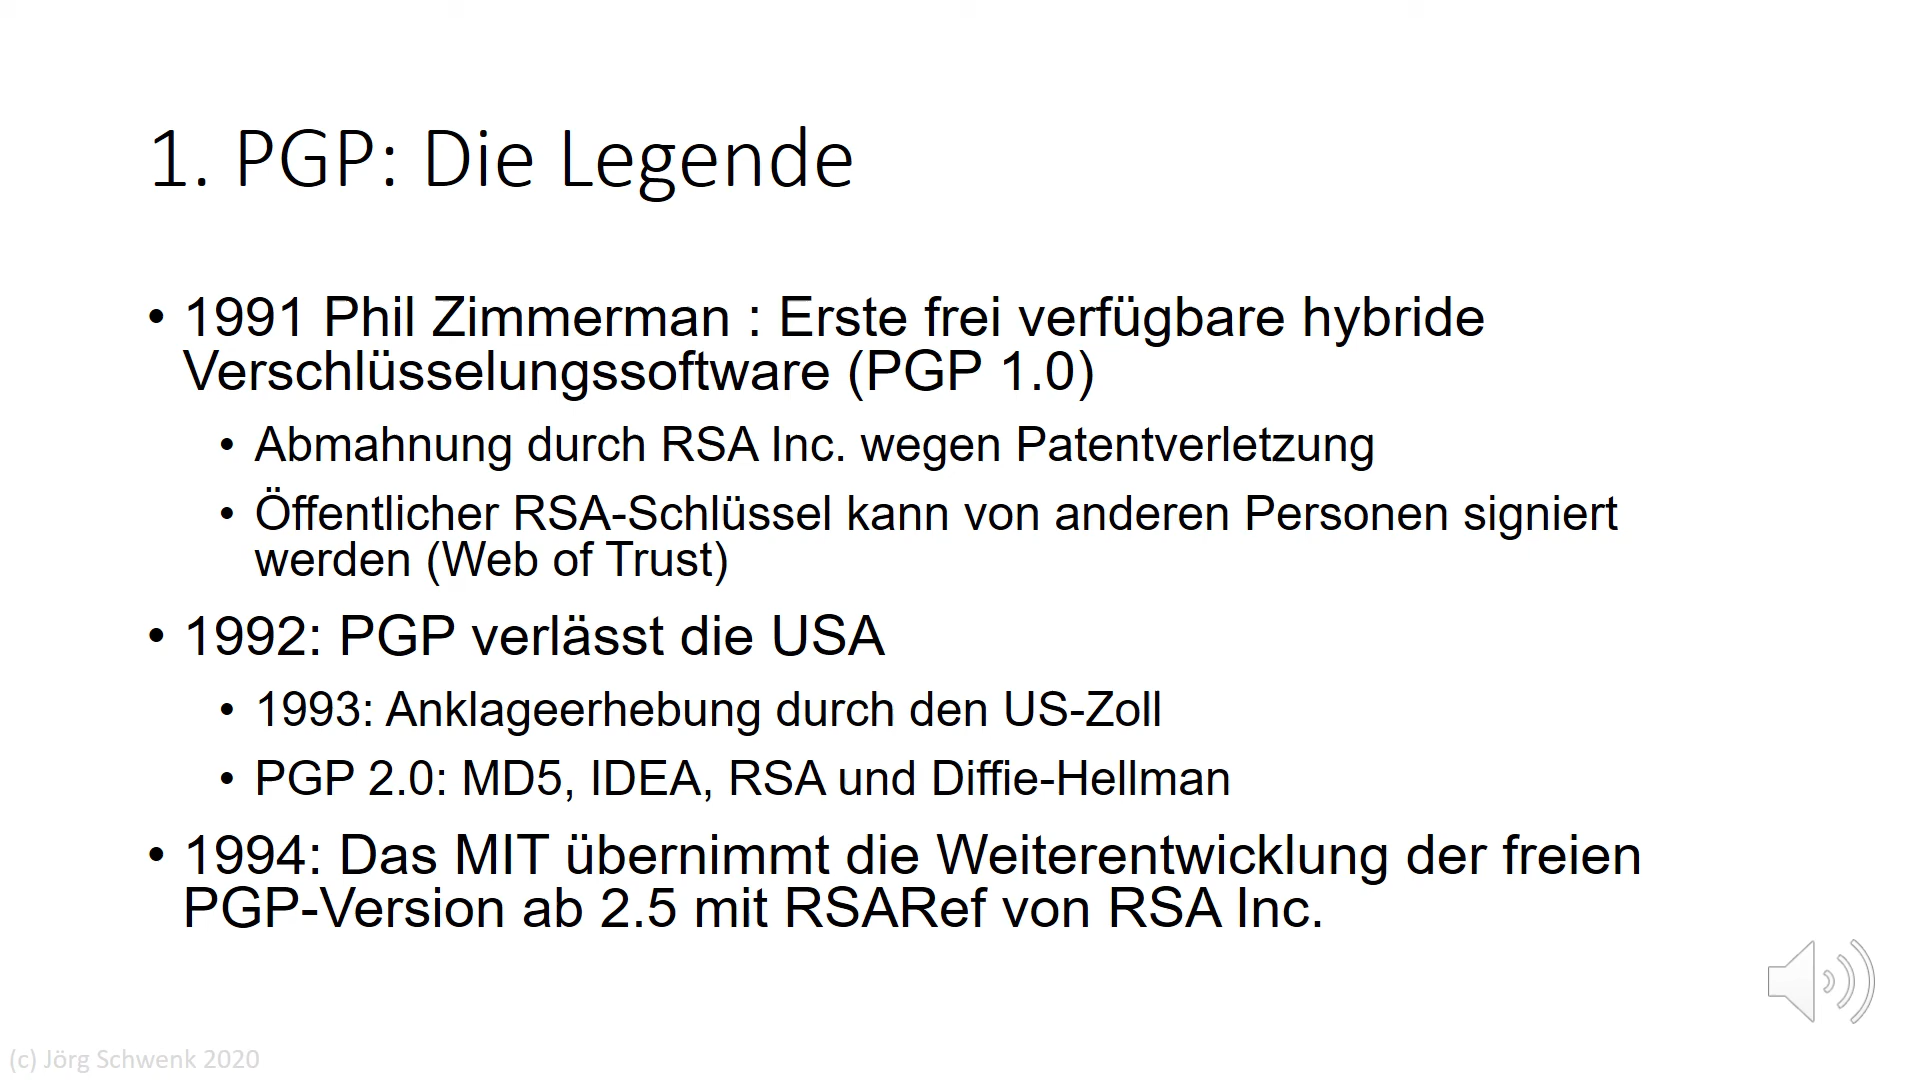 1. PGP: Die Legende
• 1991 Phil Zimmerman : Erste frei verfügbare hybride
Verschlüsselungssoftware (PGP 1.0)
• Abmahnung durch RSA Inc. wegen Patentverletzung
• Öffentlicher RSA-Schlüssel kann von anderen Personen signiert
werden (Web of Trust)
• 1992: PGP verlässt die USA
• 1993: Anklageerhebung durch den US-Zoll
• PGP 2.0: MD5, IDEA, RSA und Diffie-Hellman
• 1994: Das MIT übernimmt die Weiterentwicklung der freien
PGP-Version ab 2.5 mit RSARef von RSA Inc.
(c) Jörg Schwenk 2020